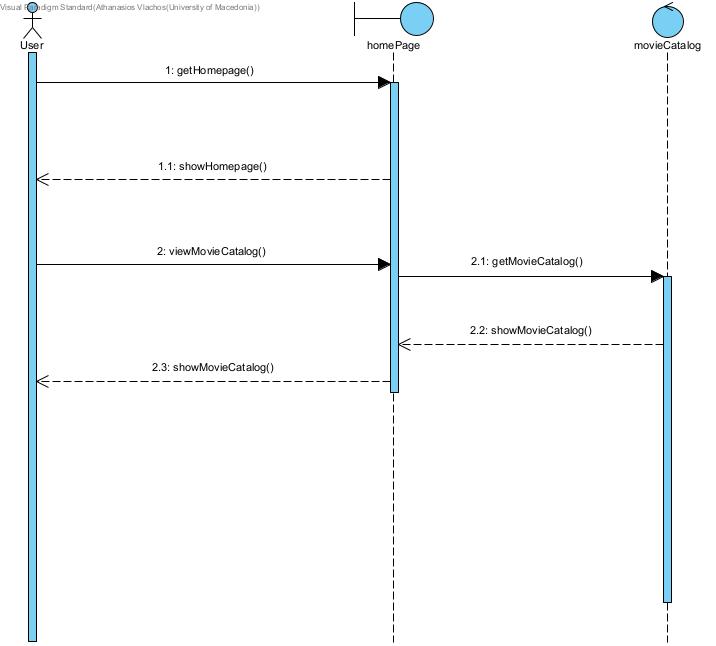 Visual Paradigm Standard(Athanasios Vlachos(University of Macedonia))
User
homePage
movieCatalog
1: getHomepage()
1.1: showHomepage()
2: viewMovieCatalog()
2.1: getMovieCatalog()
2.2: showMovieCatalog()
2.3: showMovieCatalog()